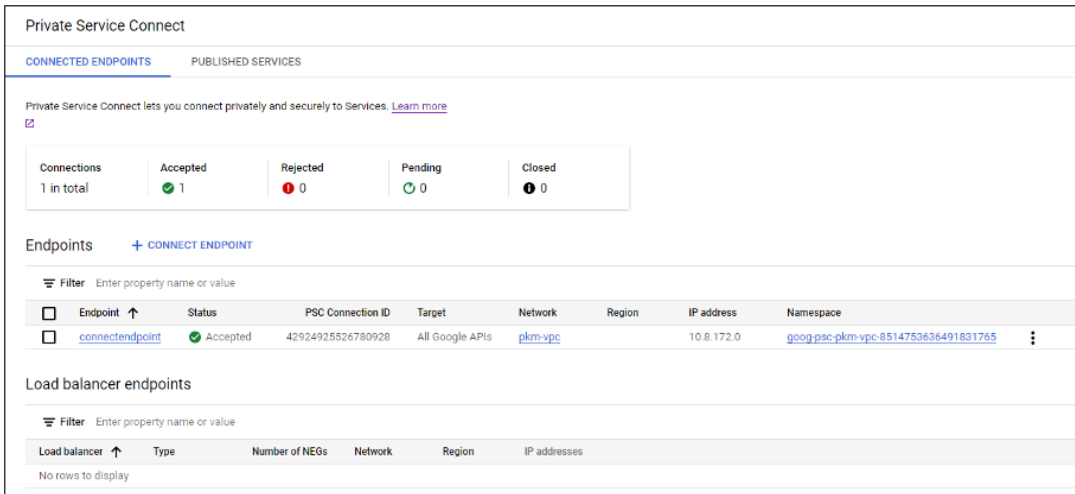 Private Service Connect
CONNECTED ENDPOINTS PUBLISHED SERVICES
Private Service Connect lets you connect privately and securely to Services. Learn more
Connections Accepted Rejected Pending Closed
1 in total 1 0 0 0
Endpoints + CONNECT ENDPOINT
Filter Enter property name or value
Endpoint Status PSC Connection ID Target Network Region IP address Namespace
connectendpoint Accepted 42924925526780928 All Google APIs pkm-vpc 10.8.172.0 goog-psc-pkm-vpc-8514753636491831765
Load balancer endpoints
Filter Enter property name or value
Load balancer Type Number of NEGs Network Region IP addresses
No rows to display